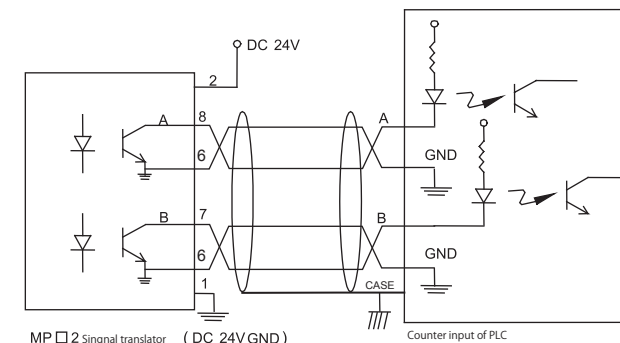 DC 24V
2
A
8
6
B
7
6
1
A
GND
B
GND
CASE
MP □ 2 Singnal translator ( DC 24V GND )
Counter input of PLC